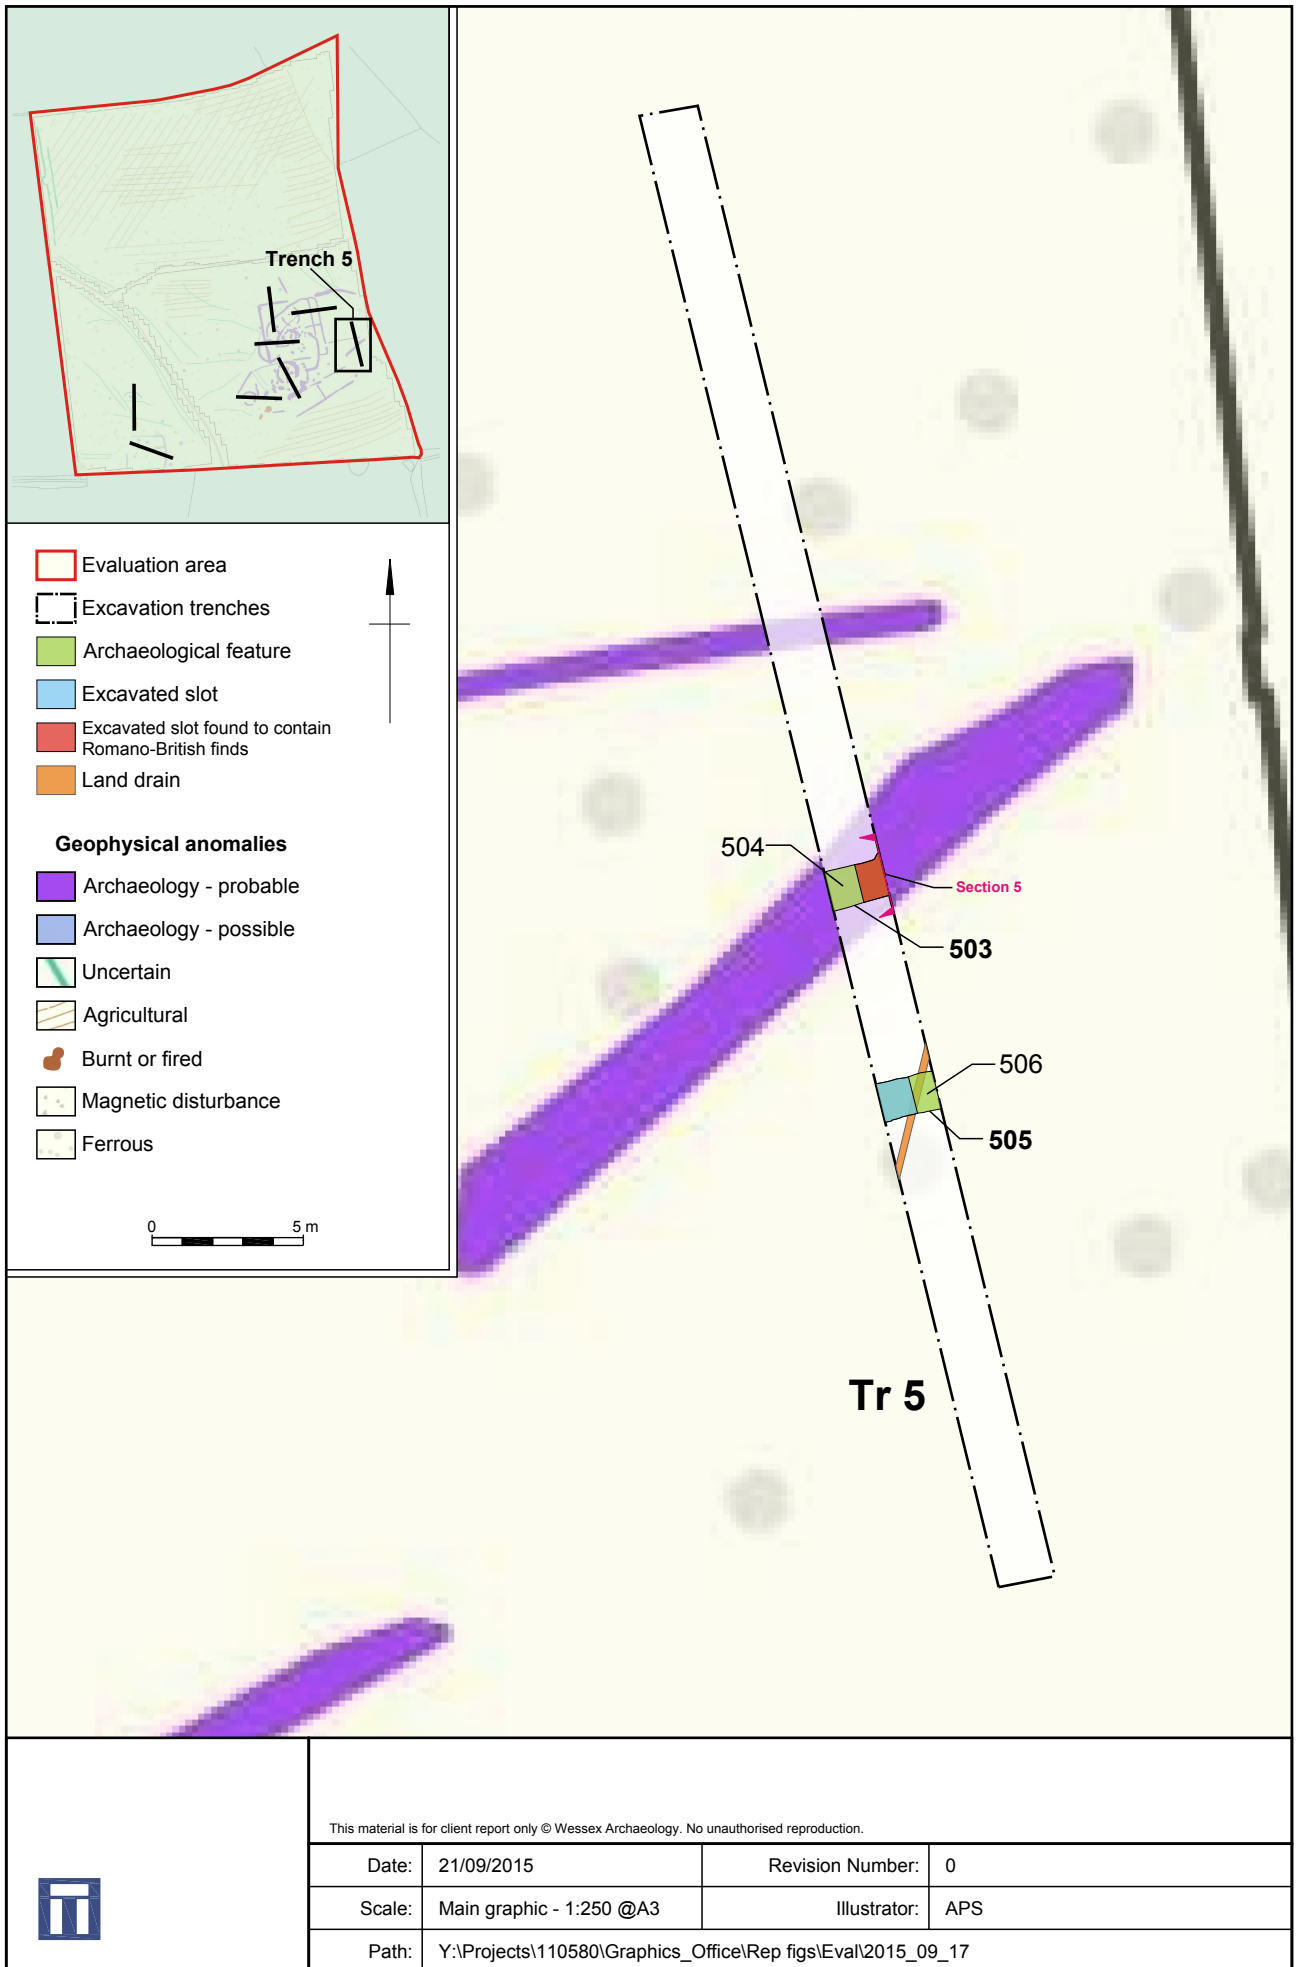 Trench 5
Evaluation area
Excavation trenches
Archaeological feature
Excavated slot
Excavated slot found to contain
Romano-British finds
Land drain
Geophysical anomalies
Archaeology - probable
Archaeology - possible
Uncertain
Agricultural
Burnt or fired
Magnetic disturbance
Ferrous
0 5 m
504
Section 5
503
506
505
Tr 5
This material is for client report only © Wessex Archaeology. No unauthorised reproduction.
Date: 21/09/2015 Revision Number: 0
Scale: Main graphic - 1:250 @A3 Illustrator: APS
Path: Y:\Projects\110580\Graphics_Office\Rep figs\Eval\2015_09_17